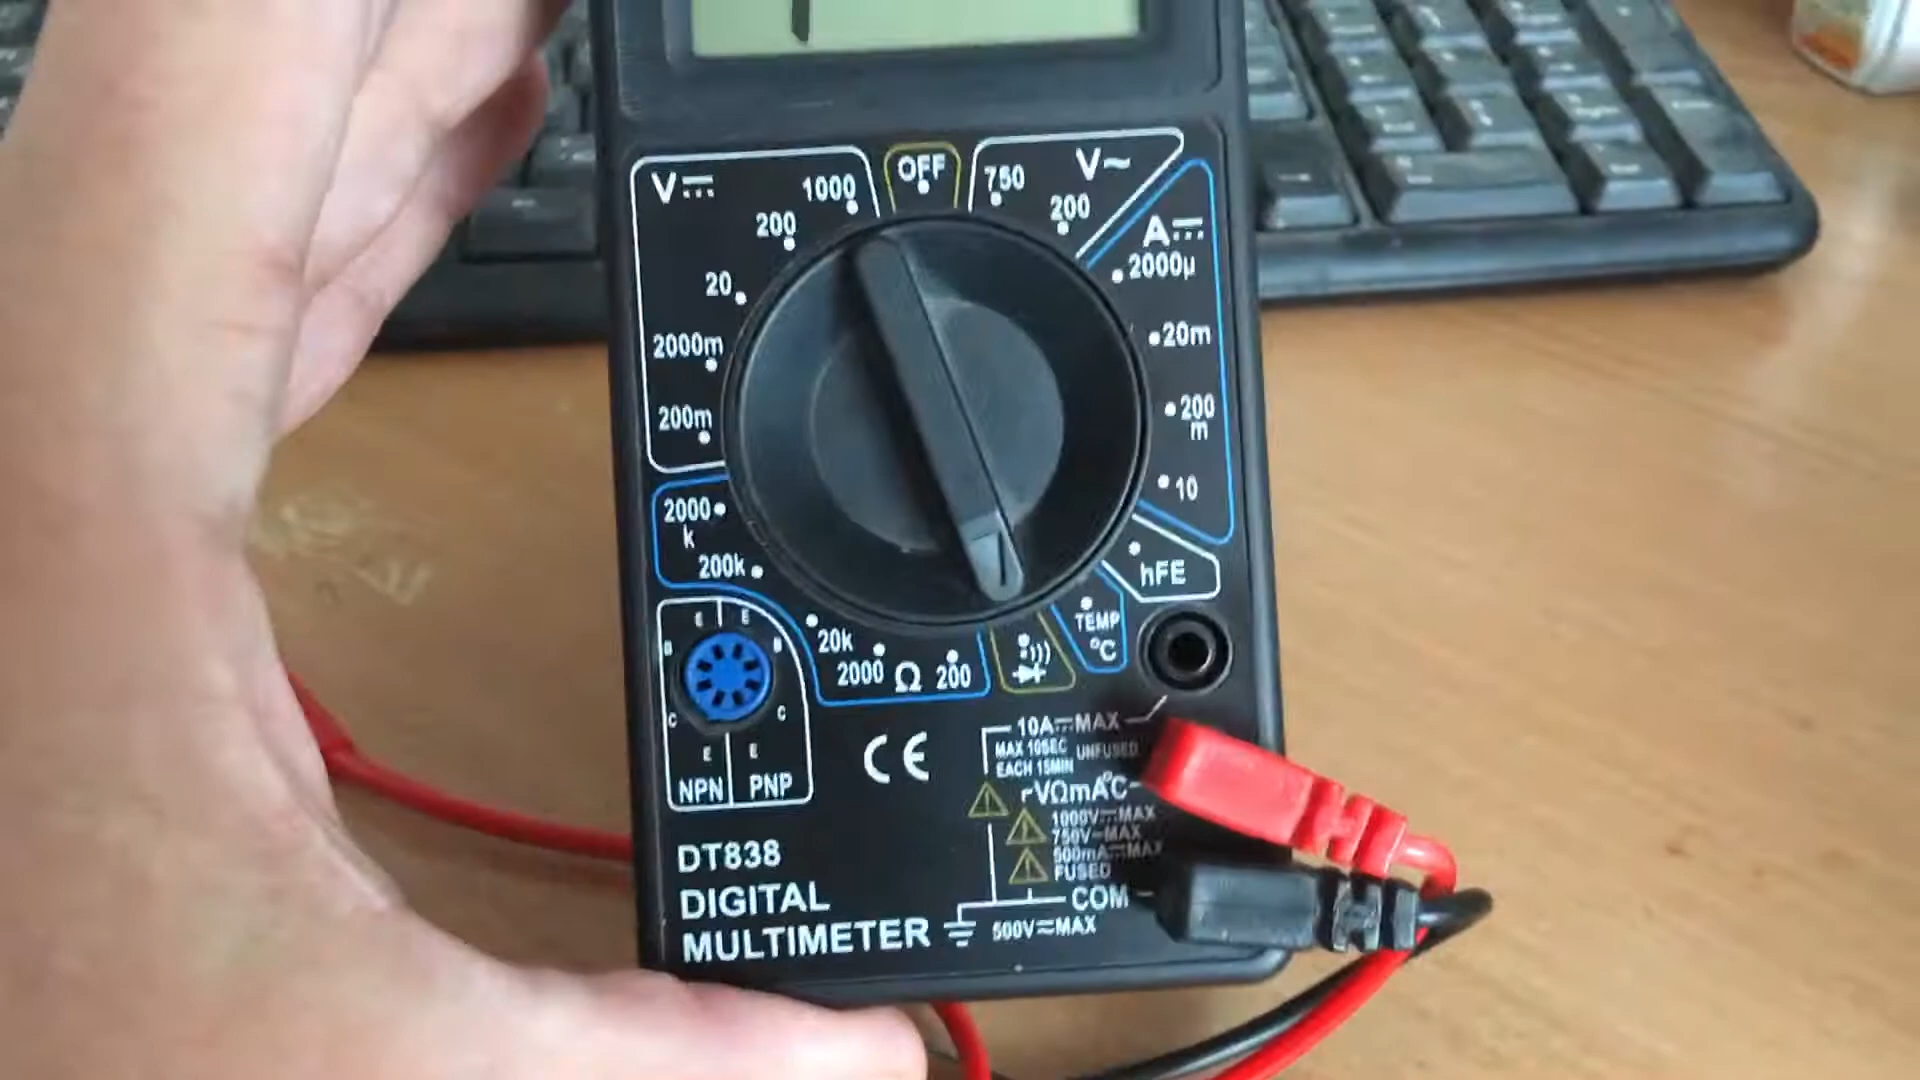 OFF
V⎓ 1000
200
20
2000m
200m
750 V~
200
A⎓
2000µ
20m
200
m
10
hFE
2000
k
200k
20k
2000 Ω 200
TEMP
°C
E E
B B
C C
E E
NPN PNP
10A⎓MAX
MAX 10SEC UNFUSED
EACH 15MIN
VΩmA°C
1000V⎓MAX
750V~MAX
500mA⎓MAX
FUSED
COM
500V≂MAX
CE
DT838
DIGITAL
MULTIMETER